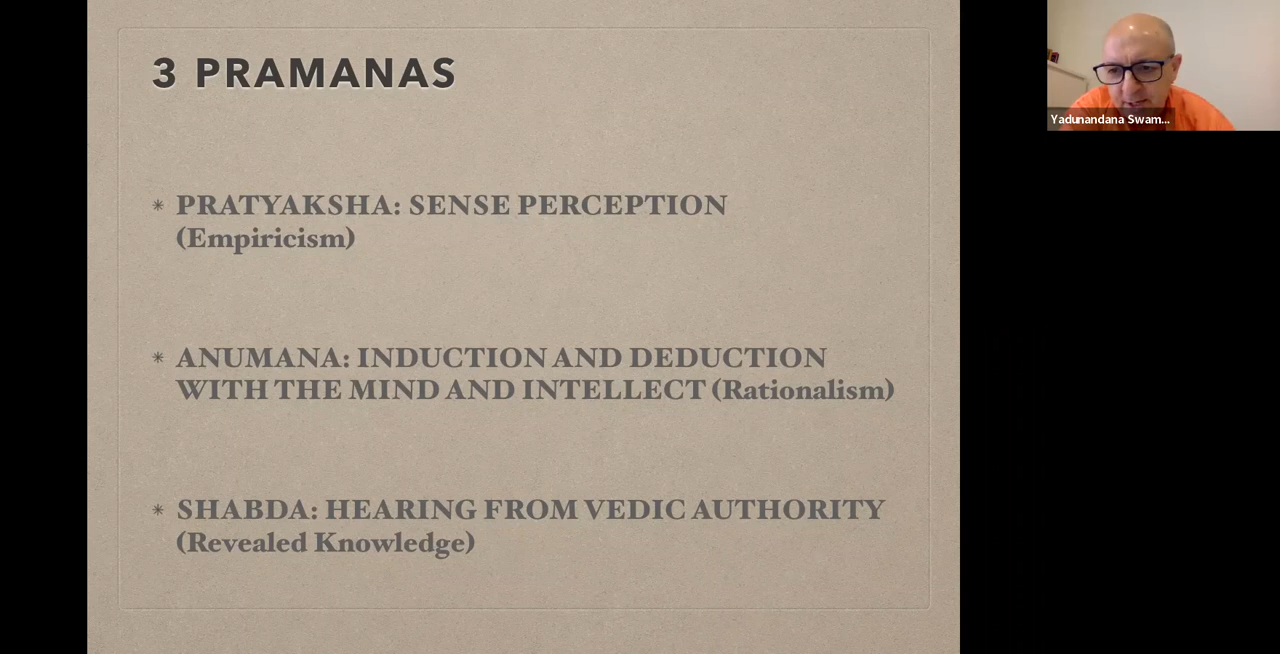 3 PRAMANAS
* PRATYAKSHA: SENSE PERCEPTION
(Empiricism)
* ANUMANA: INDUCTION AND DEDUCTION
WITH THE MIND AND INTELLECT (Rationalism)
* SHABDA: HEARING FROM VEDIC AUTHORITY
(Revealed Knowledge)
Yadunandana Swam...